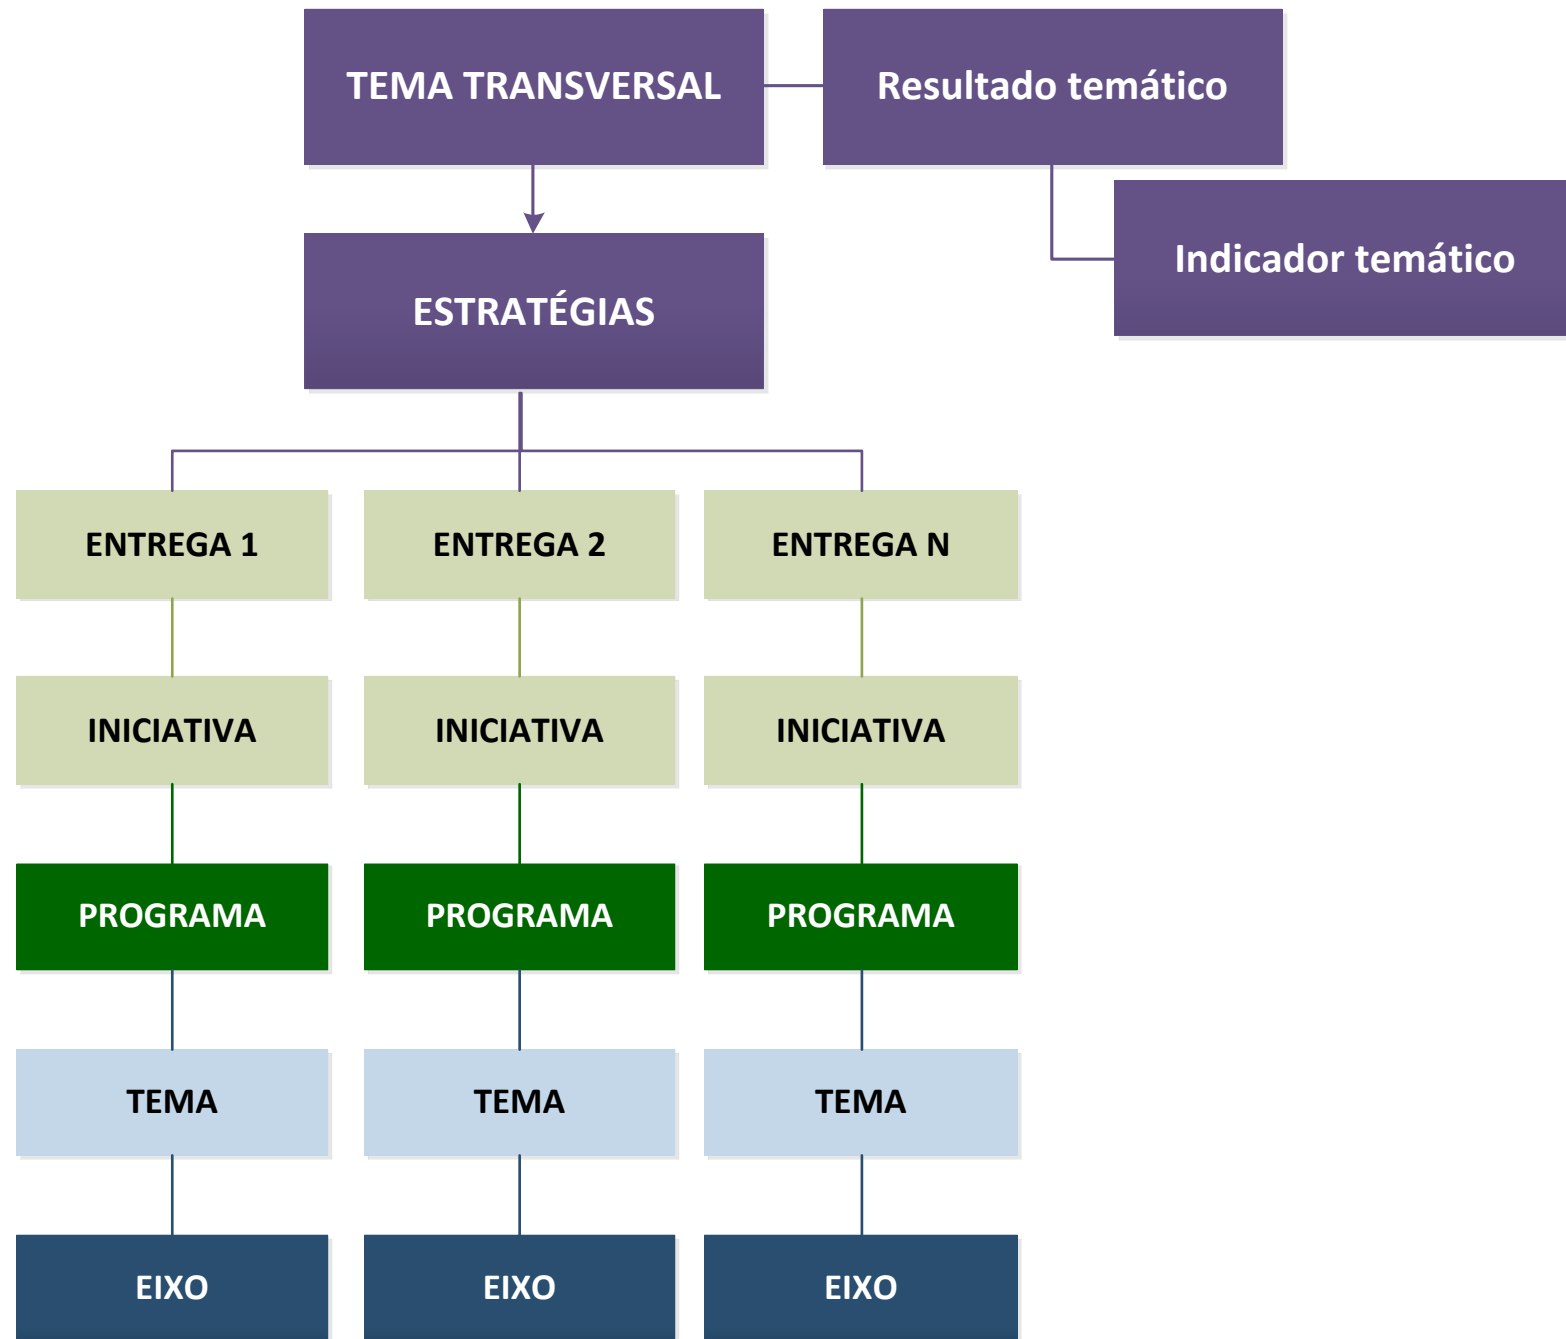 TEMA TRANSVERSAL
Resultado temático
Indicador temático
ESTRATÉGIAS
ENTREGA 1
ENTREGA 2
ENTREGA N
INICIATIVA
INICIATIVA
INICIATIVA
PROGRAMA
PROGRAMA
PROGRAMA
TEMA
TEMA
TEMA
EIXO
EIXO
EIXO